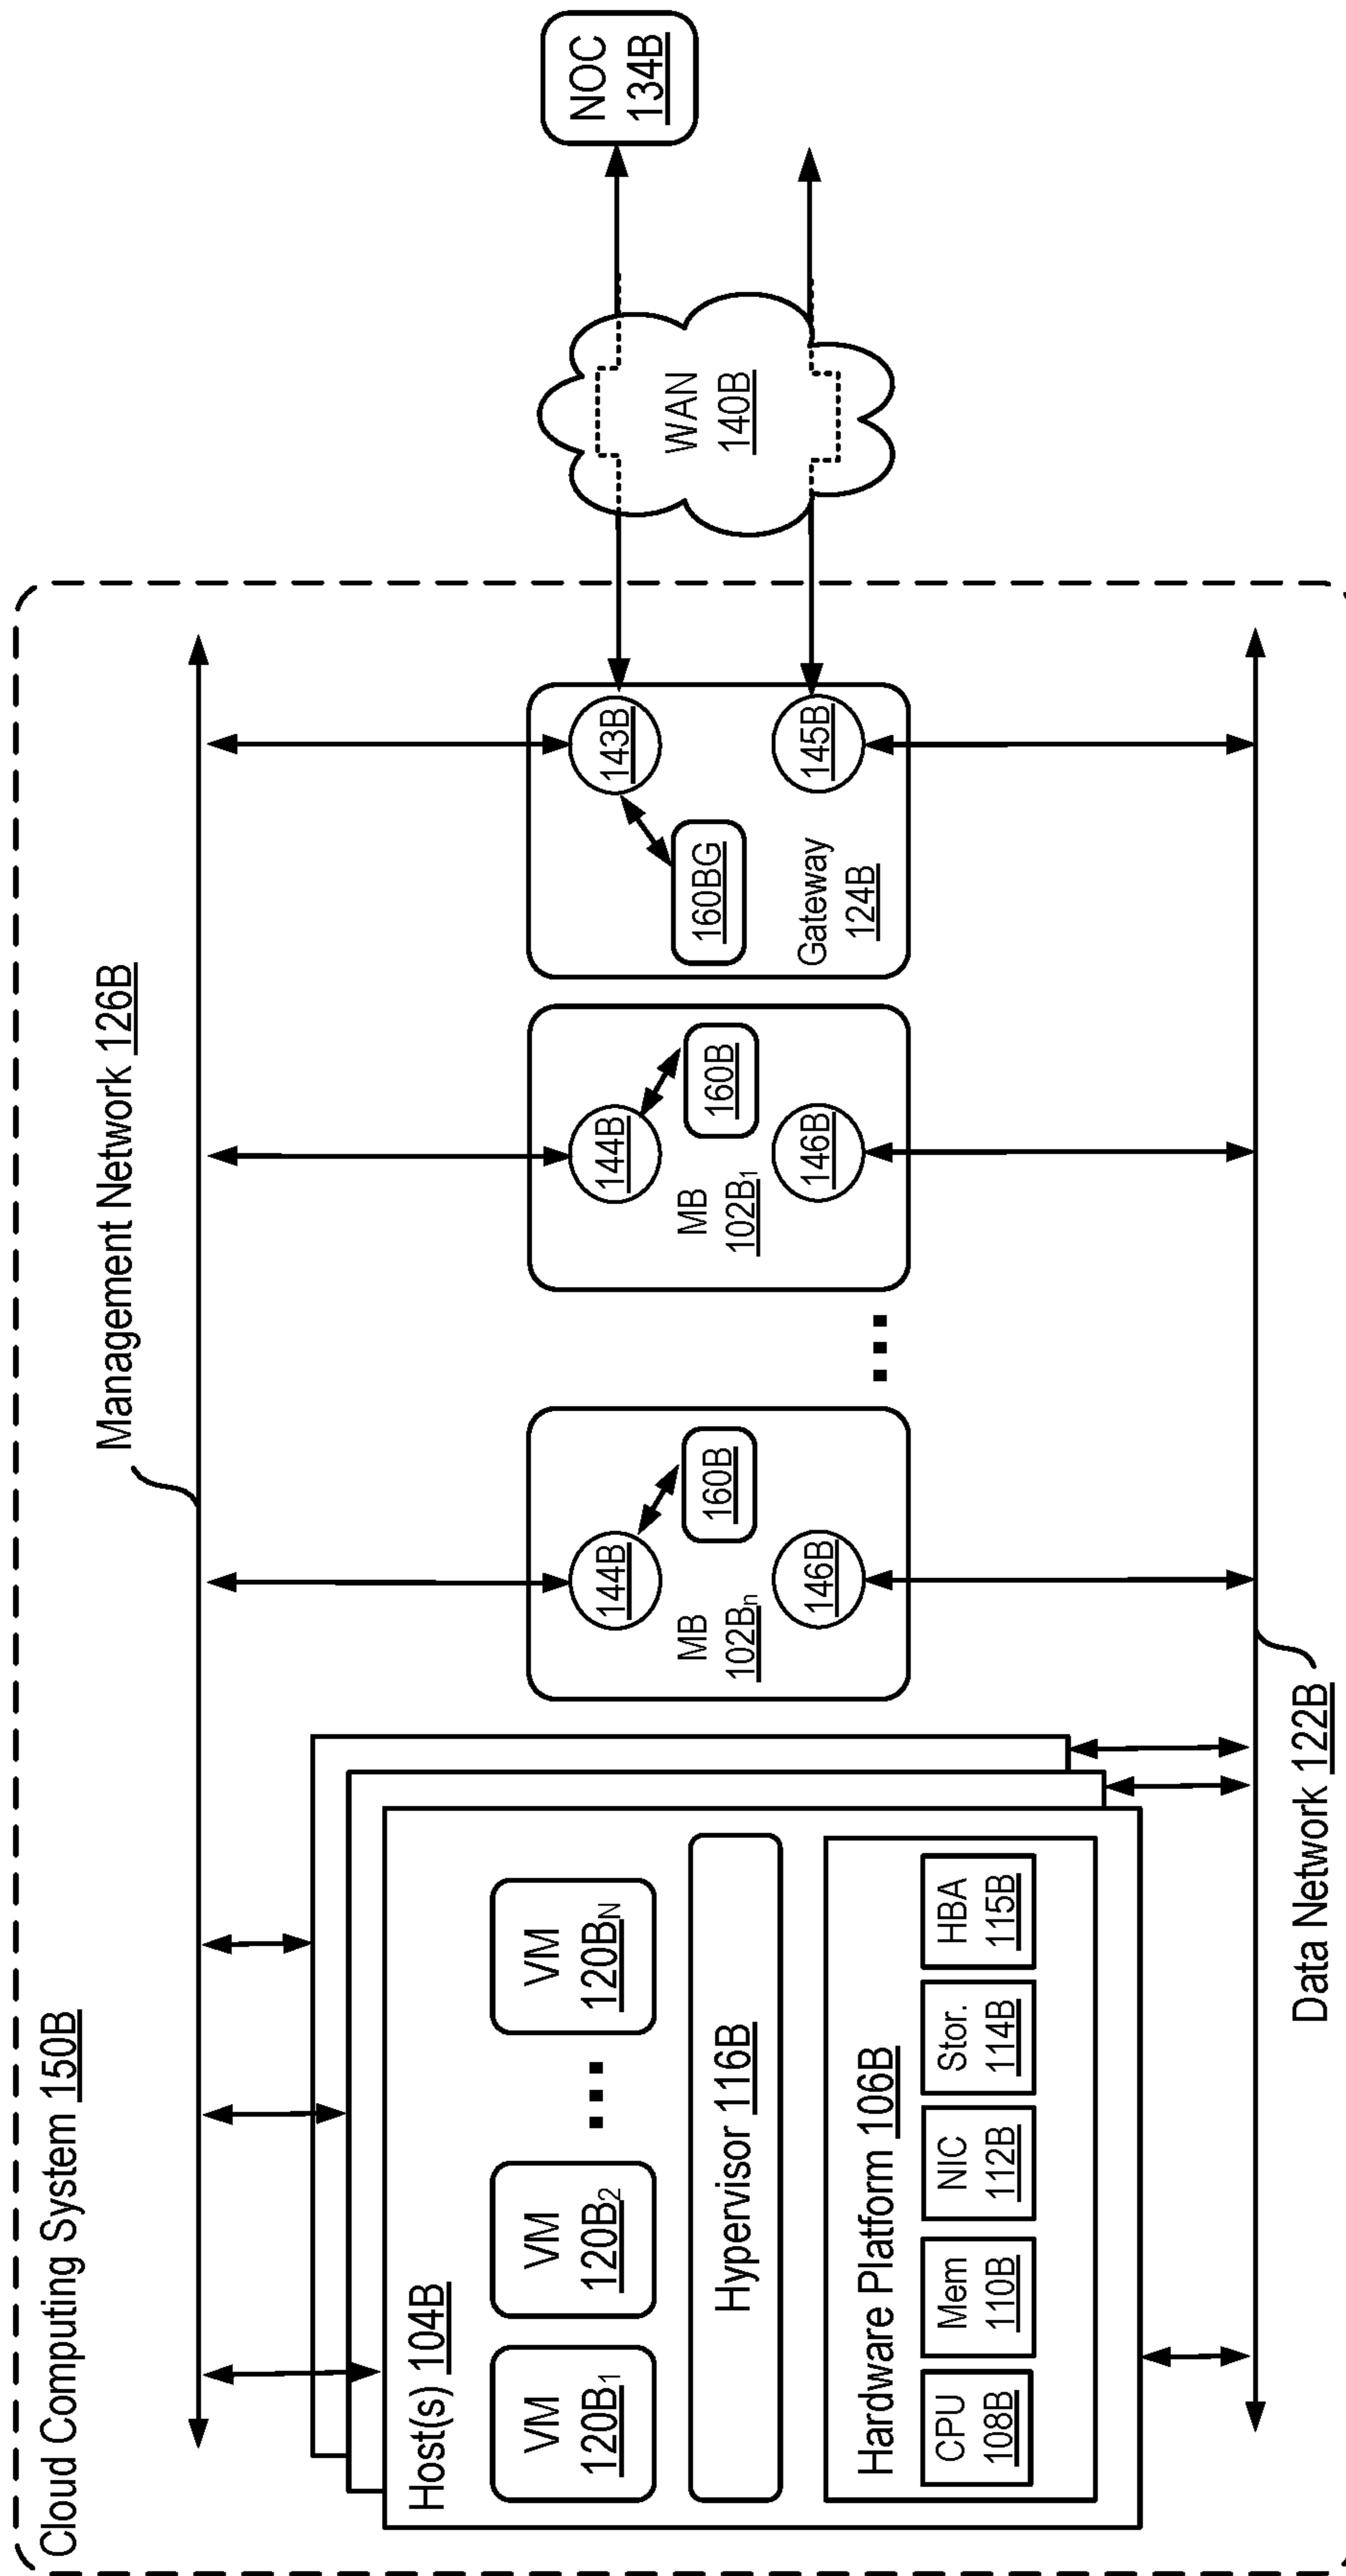 Cloud Computing System 150B
Management Network 126B
Host(s) 104B
VM
120B1
VM
120B2
...
VM
120BN
Hypervisor 116B
Hardware Platform 106B
CPU
108B
Mem
110B
NIC
112B
Stor.
114B
HBA
115B
144B
160B
MB
102Bn
146B
...
144B
160B
MB
102B1
146B
143B
160BG
Gateway
124B
145B
WAN
140B
NOC
134B
Data Network 122B